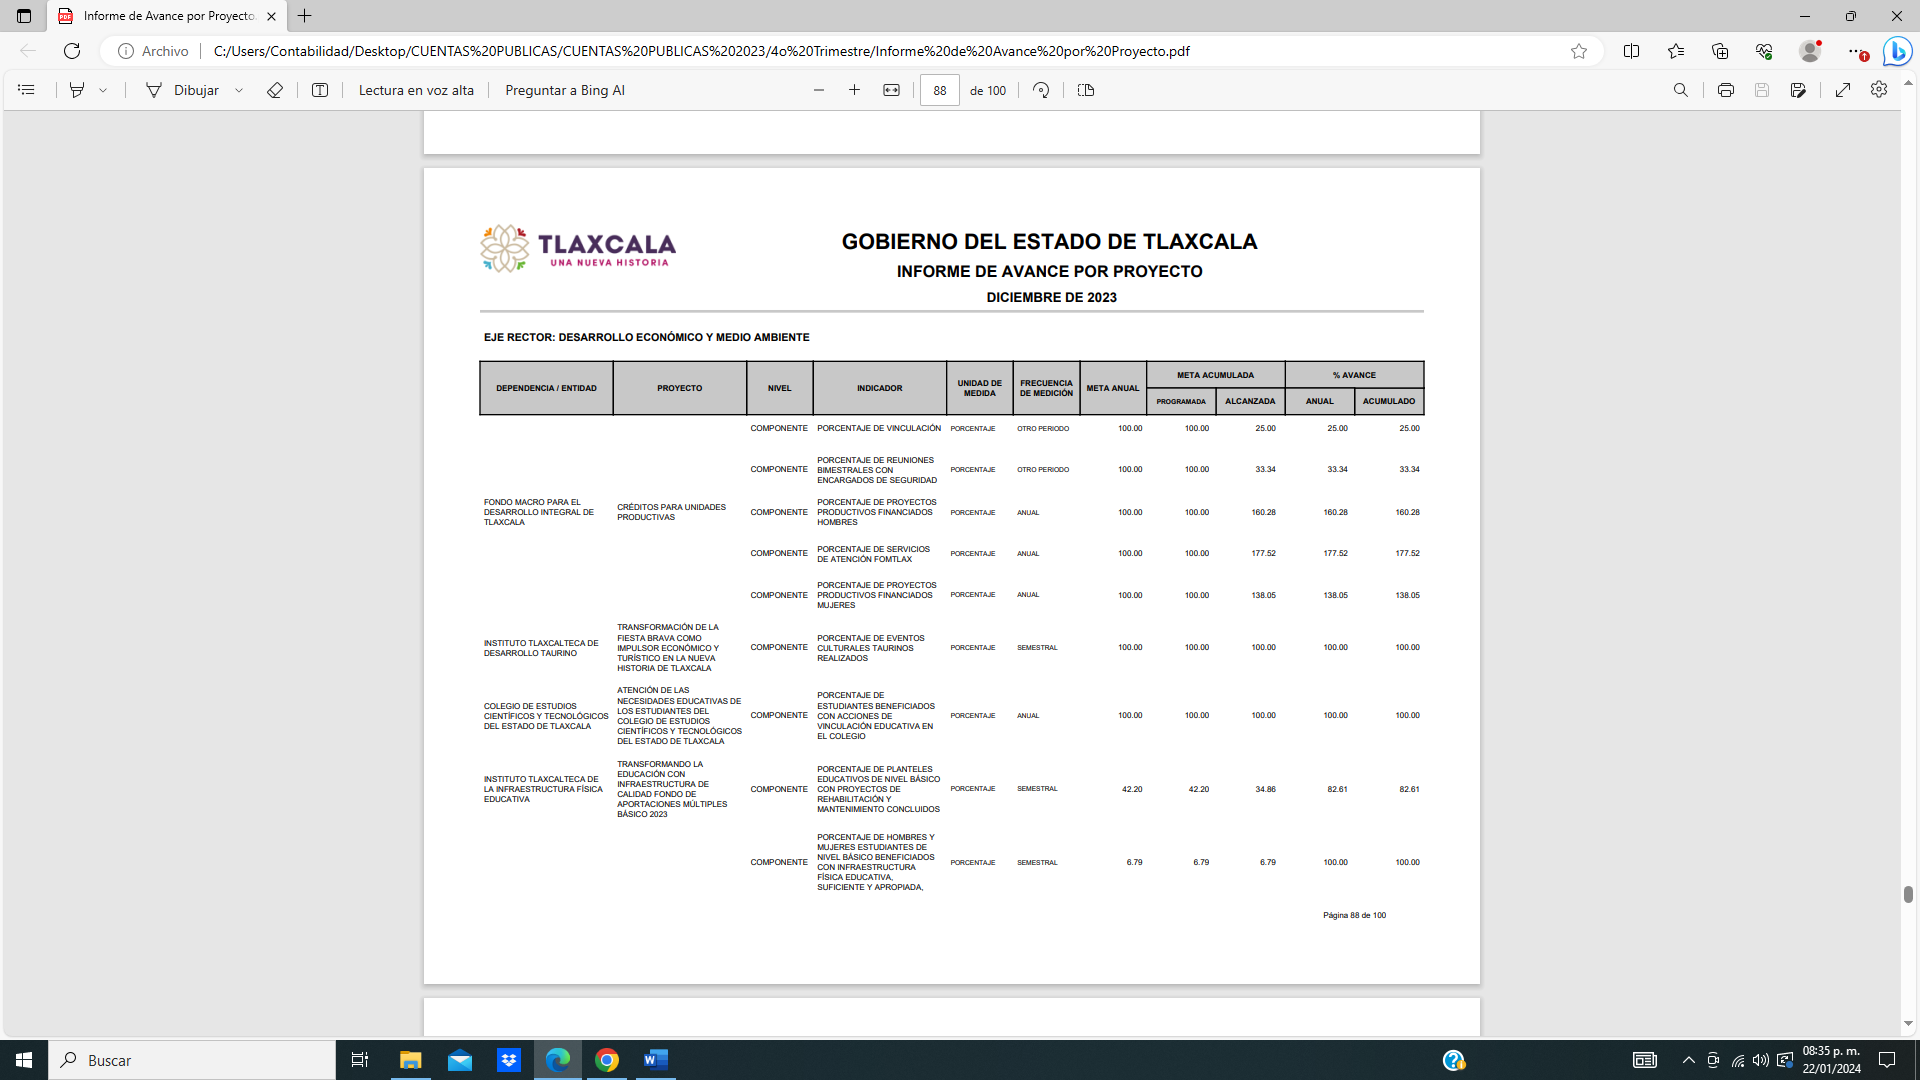 Informe de Avance por Proyecto.
Archivo
C:/Users/Contabilidad/Desktop/CUENTAS%20PUBLICAS/CUENTAS%20PUBLICAS%202023/4o%20Trimestre/Informe%20de%20Avance%20por%20Proyecto.pdf
Dibujar
Lectura en voz alta
Preguntar a Bing AI
88
de 100
TLAXCALA
UNA NUEVA HISTORIA
GOBIERNO DEL ESTADO DE TLAXCALA
INFORME DE AVANCE POR PROYECTO
DICIEMBRE DE 2023
EJE RECTOR: DESARROLLO ECONÓMICO Y MEDIO AMBIENTE
DEPENDENCIA / ENTIDAD
PROYECTO
NIVEL
INDICADOR
UNIDAD DE
MEDIDA
FRECUENCIA
DE MEDICIÓN
META ANUAL
META ACUMULADA
PROGRAMADA
ALCANZADA
% AVANCE
ANUAL
ACUMULADO
COMPONENTE
PORCENTAJE DE VINCULACIÓN
PORCENTAJE
OTRO PERIODO
100.00
100.00
25.00
25.00
25.00
COMPONENTE
PORCENTAJE DE REUNIONES
BIMESTRALES CON
ENCARGADOS DE SEGURIDAD
PORCENTAJE
OTRO PERIODO
100.00
100.00
33.34
33.34
33.34
FONDO MACRO PARA EL
DESARROLLO INTEGRAL DE
TLAXCALA
CRÉDITOS PARA UNIDADES
PRODUCTIVAS
COMPONENTE
PORCENTAJE DE PROYECTOS
PRODUCTIVOS FINANCIADOS
HOMBRES
PORCENTAJE
ANUAL
100.00
100.00
160.28
160.28
160.28
COMPONENTE
PORCENTAJE DE SERVICIOS
DE ATENCIÓN FOMTLAX
PORCENTAJE
ANUAL
100.00
100.00
177.52
177.52
177.52
COMPONENTE
PORCENTAJE DE PROYECTOS
PRODUCTIVOS FINANCIADOS
MUJERES
PORCENTAJE
ANUAL
100.00
100.00
138.05
138.05
138.05
INSTITUTO TLAXCALTECA DE
DESARROLLO TAURINO
TRANSFORMACIÓN DE LA
FIESTA BRAVA COMO
IMPULSOR ECONÓMICO Y
TURÍSTICO EN LA NUEVA
HISTORIA DE TLAXCALA
COMPONENTE
PORCENTAJE DE EVENTOS
CULTURALES TAURINOS
REALIZADOS
PORCENTAJE
SEMESTRAL
100.00
100.00
100.00
100.00
100.00
COLEGIO DE ESTUDIOS
CIENTÍFICOS Y TECNOLÓGICOS
DEL ESTADO DE TLAXCALA
ATENCIÓN DE LAS
NECESIDADES EDUCATIVAS DE
LOS ESTUDIANTES DEL
COLEGIO DE ESTUDIOS
CIENTÍFICOS Y TECNOLÓGICOS
DEL ESTADO DE TLAXCALA
COMPONENTE
PORCENTAJE DE
ESTUDIANTES BENEFICIADOS
CON ACCIONES DE
VINCULACIÓN EDUCATIVA EN
EL COLEGIO
PORCENTAJE
ANUAL
100.00
100.00
100.00
100.00
100.00
INSTITUTO TLAXCALTECA DE
LA INFRAESTRUCTURA FÍSICA
EDUCATIVA
TRANSFORMANDO LA
EDUCACIÓN CON
INFRAESTRUCTURA DE
CALIDAD FONDO DE
APORTACIONES MÚLTIPLES
BÁSICO 2023
COMPONENTE
PORCENTAJE DE PLANTELES
EDUCATIVOS DE NIVEL BÁSICO
CON PROYECTOS DE
REHABILITACIÓN Y
MANTENIMIENTO CONCLUIDOS
PORCENTAJE
SEMESTRAL
42.20
42.20
34.86
82.61
82.61
COMPONENTE
PORCENTAJE DE HOMBRES Y
MUJERES ESTUDIANTES DE
NIVEL BÁSICO BENEFICIADOS
CON INFRAESTRUCTURA
FÍSICA EDUCATIVA,
SUFICIENTE Y APROPIADA,
PORCENTAJE
SEMESTRAL
6.79
6.79
6.79
100.00
100.00
Página 88 de 100
Buscar
08:35 p. m.
22/01/2024